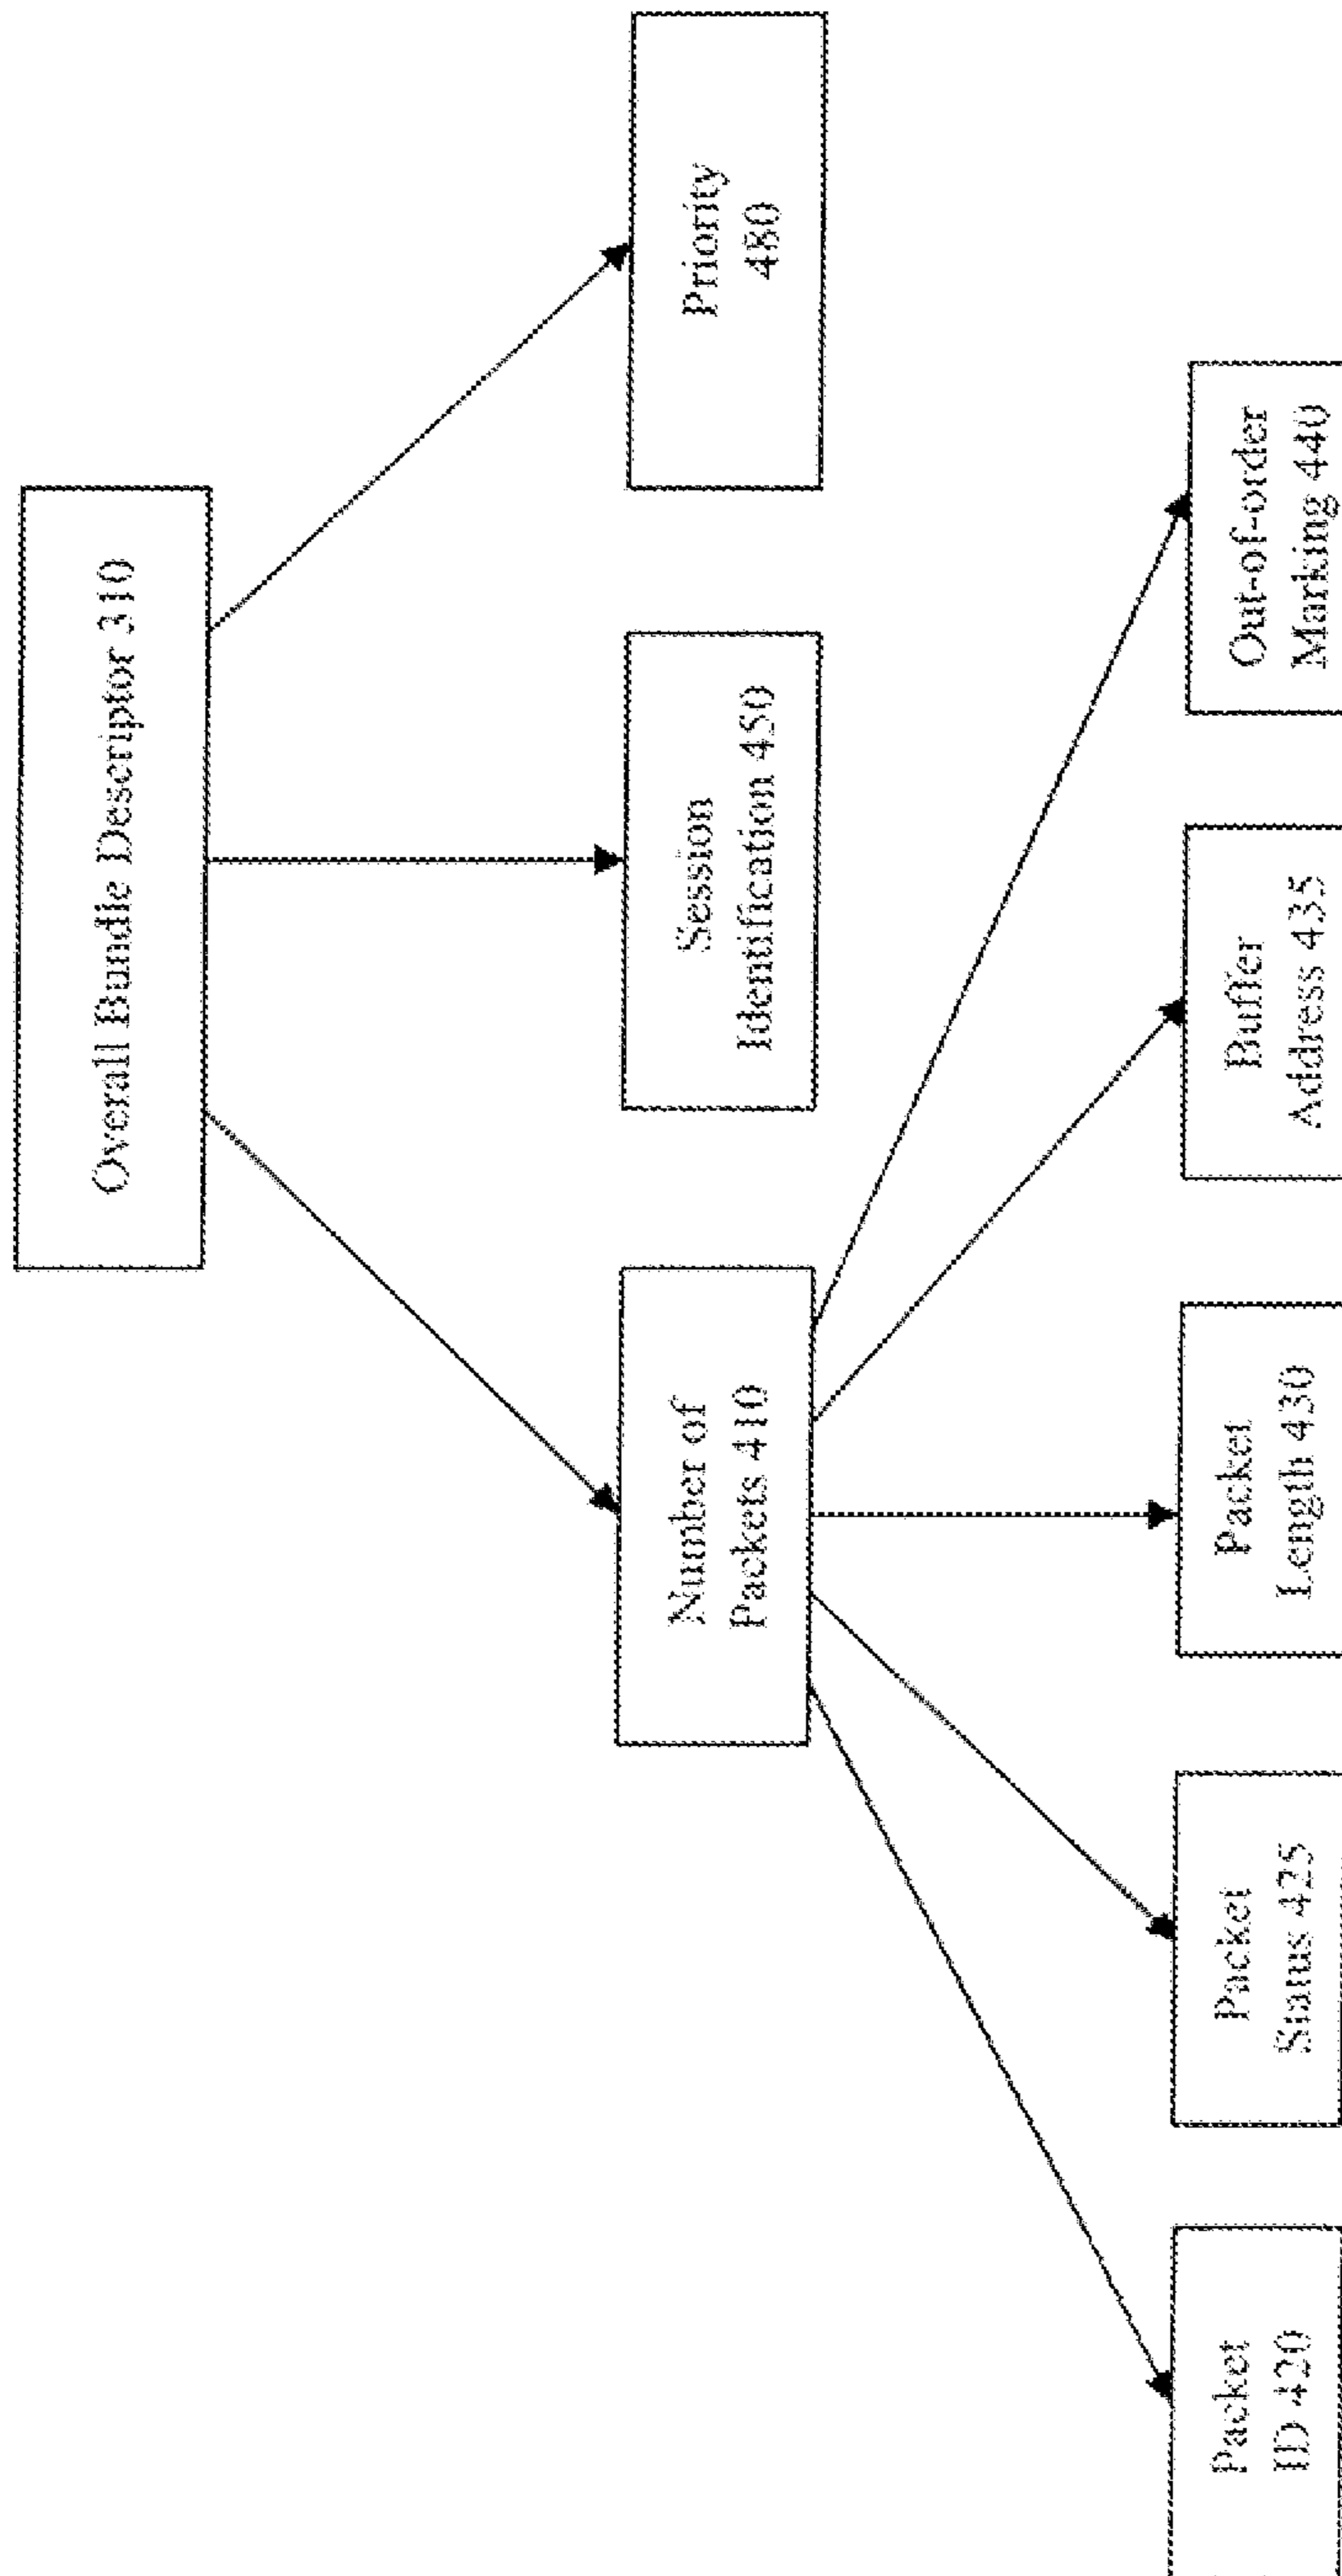 Overall Bundle Descriptor 310
Number of
Packets 410
Session
Identification 450
Priority
480
Packet
ID 420
Packet
Status 425
Packet
Length 430
Buffer
Address 435
Out-of-order
Marking 440